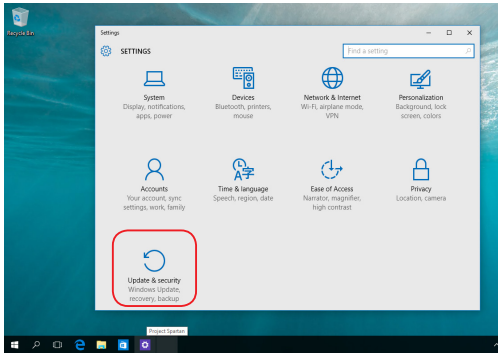 Recycle Bin
Settings
SETTINGS
Find a setting
System
Display, notifications,
apps, power
Devices
Bluetooth, printers,
mouse
Network & Internet
Wi-Fi, airplane mode,
VPN
Personalization
Background, lock
screen, colors
Accounts
Your account, sync
settings, work, family
Time & language
Speech, region, date
Ease of Access
Narrator, magnifier,
high contrast
Privacy
Location, camera
Update & security
Windows Update,
recovery, backup
Project Spartan